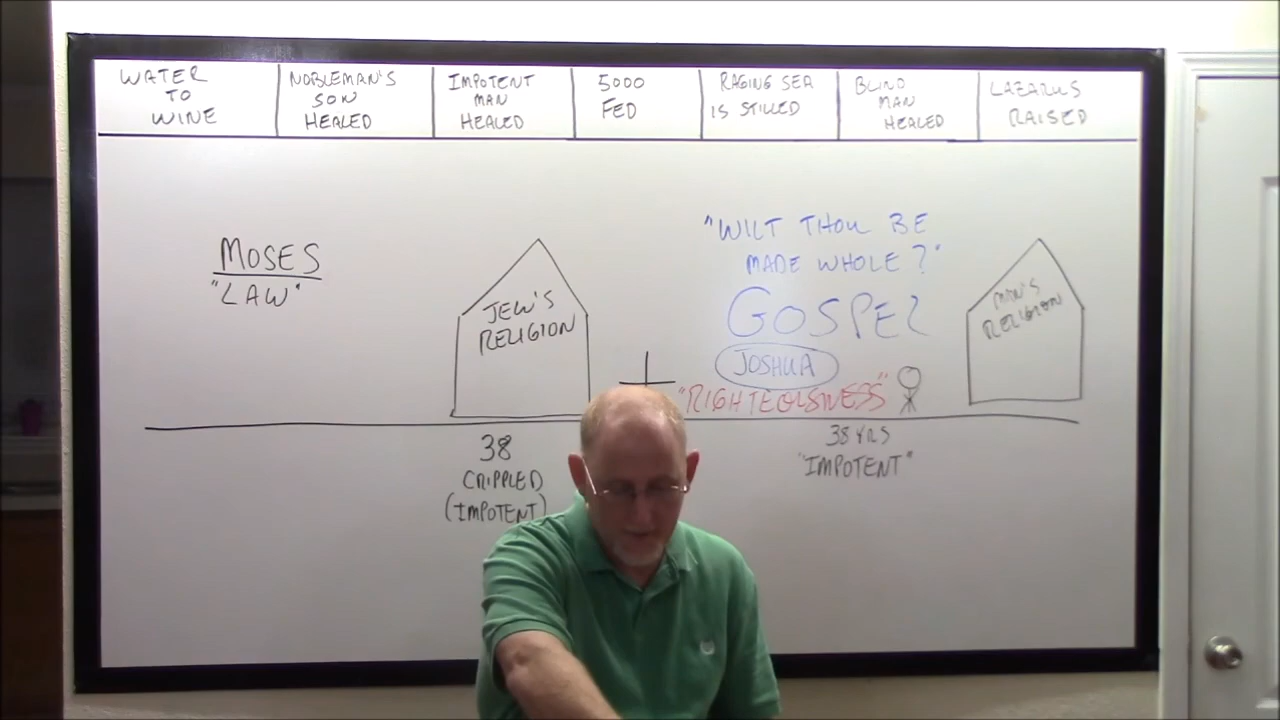 WATER
TO
WINE
NOBLEMAN'S
SON
HEALED
IMPOTENT
MAN
HEALED
5000
FED
RAGING SEA
IS STILLED
BLIND
MAN
HEALED
LAZARUS
RAISED
MOSES
"LAW"
JEW'S
RELIGION
38
CRIPPLED
(IMPOTENT)
"WILT THOU BE
MADE WHOLE?"
GOSPEL
JOSHUA
"RIGHTEOUSNESS"
38 YRS
"IMPOTENT"
MAN'S
RELIGION